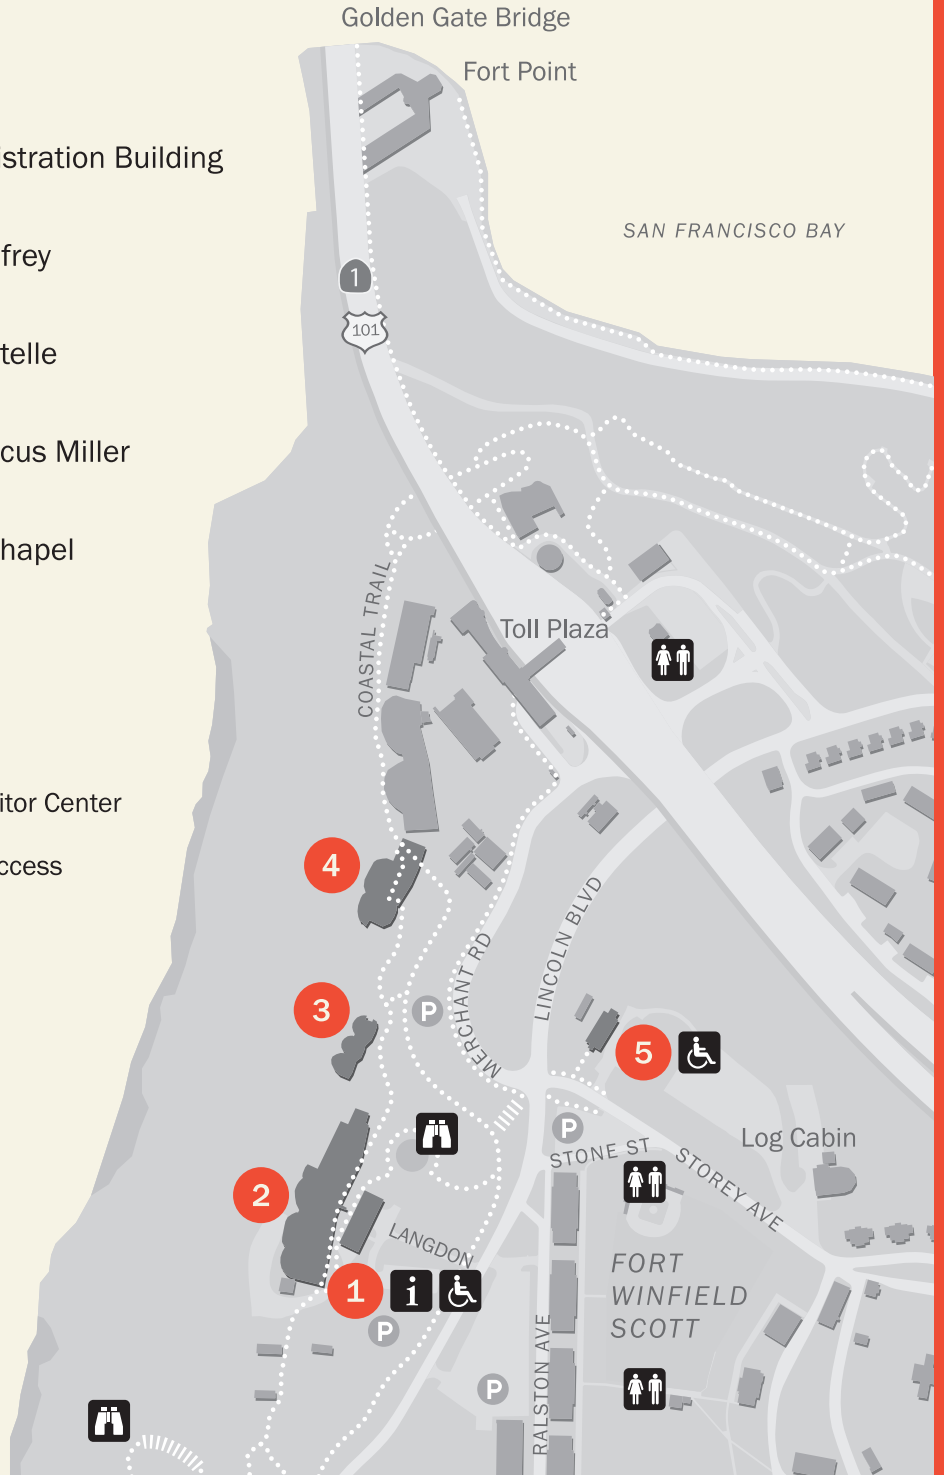 Golden Gate Bridge
Fort Point
istration Building
SAN FRANCISCO BAY
frey
1
101
telle
cus Miller
hapel
COASTAL TRAIL
Toll Plaza
itor Center
ccess
4
LINCOLN BLVD
MERCHANT RD
3
P
5
P
Log Cabin
STONE ST
STOREY AVE
2
LANGDON
FORT
WINFIELD
SCOTT
1
i
P
RALSTON AVE
P